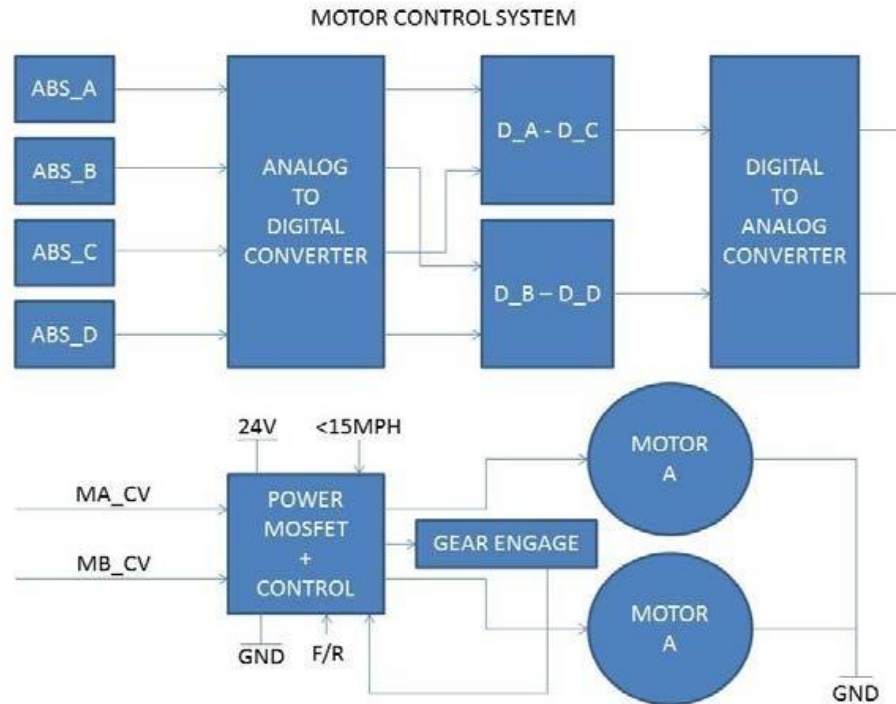 MOTOR CONTROL SYSTEM
ABS_A
ABS_B
ABS_C
ABS_D
ANALOG
TO
DIGITAL
CONVERTER
D_A - D_C
D_B – D_D
DIGITAL
TO
ANALOG
CONVERTER
24V
<15MPH
MA_CV
MB_CV
POWER
MOSFET
+
CONTROL
GND
F/R
GEAR ENGAGE
MOTOR
A
MOTOR
A
GND